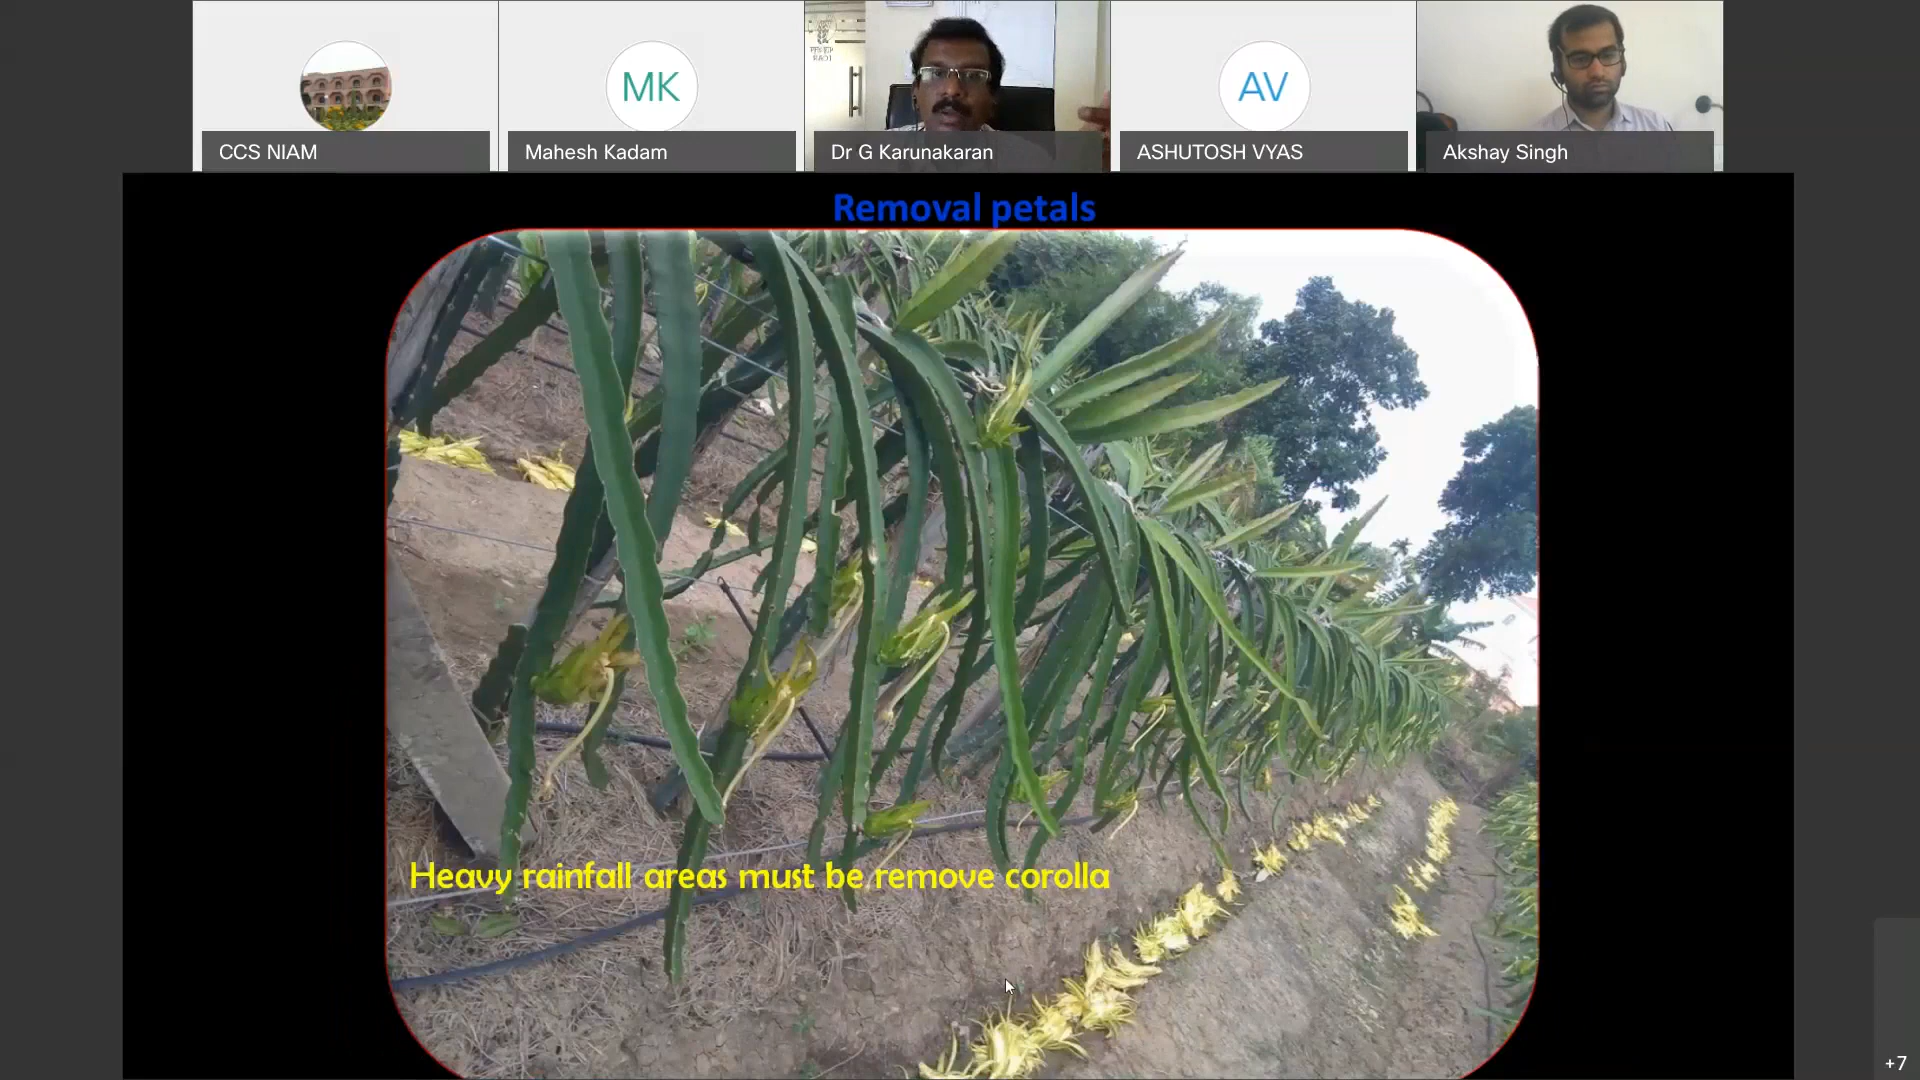 CCS NIAM
MK
Mahesh Kadam
Dr G Karunakaran
AV
ASHUTOSH VYAS
Akshay Singh
Removal petals
Heavy rainfall areas must be remove corolla
+7